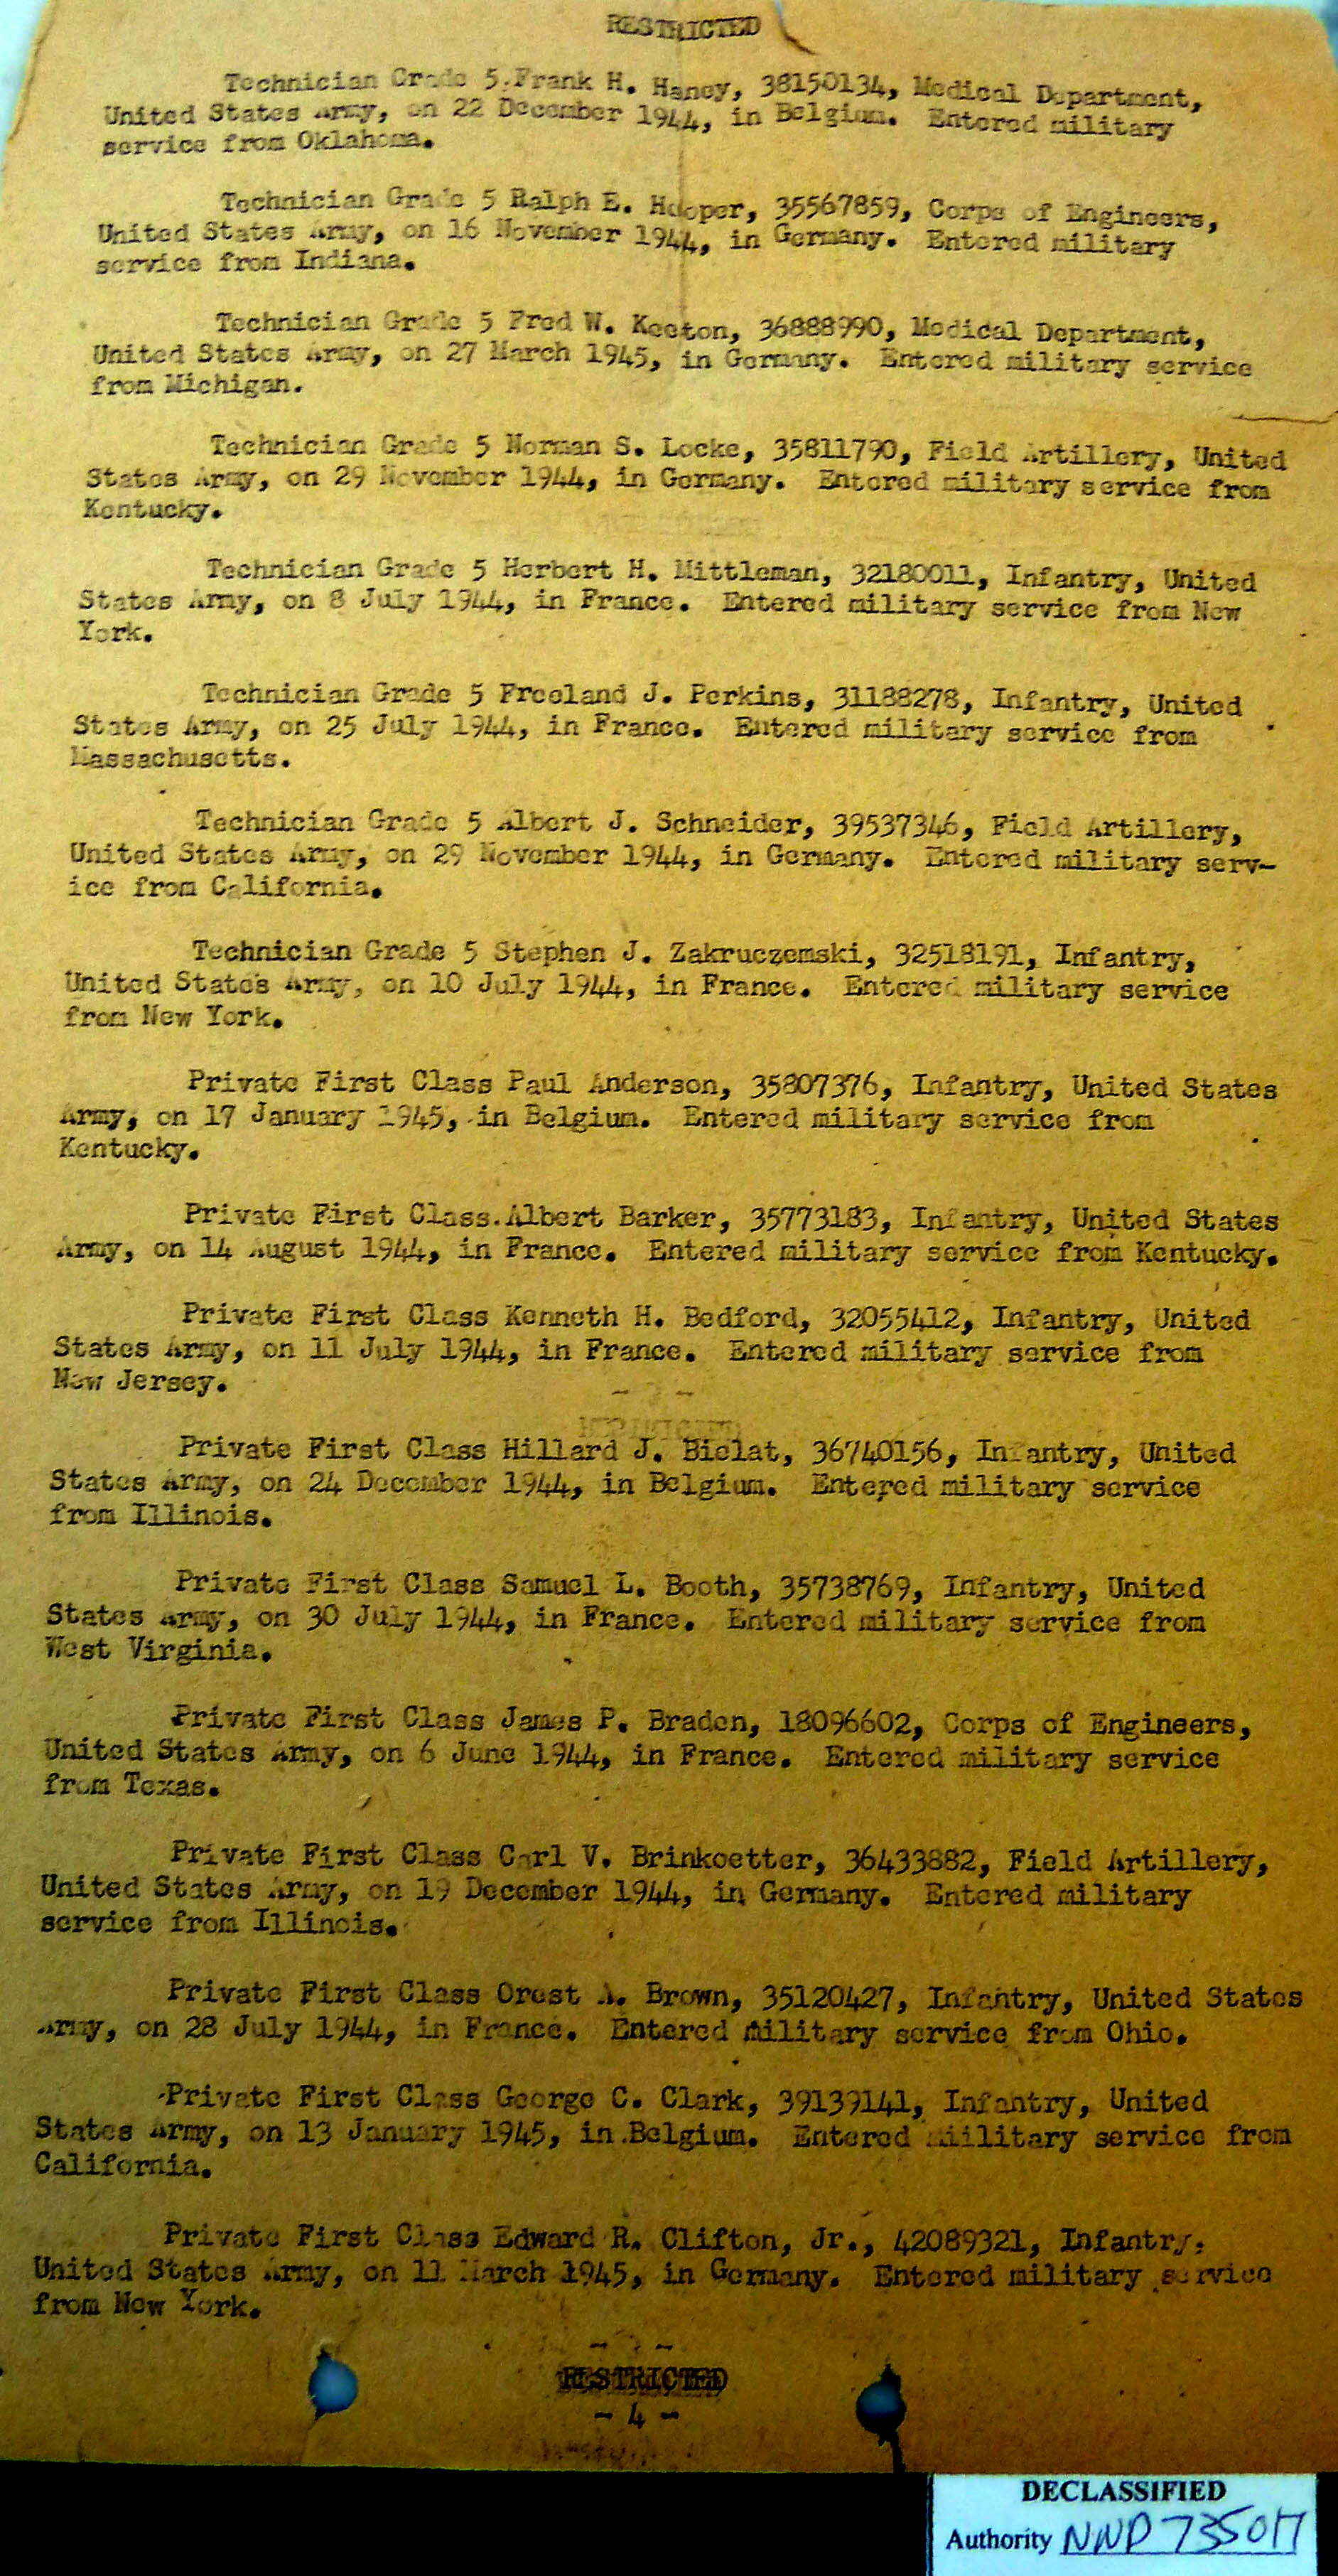 RESTRICTED
Technician Grade 5 Frank H. Haney, 38150134, Medical Department,
United States Army, on 22 December 1944, in Belgium. Entered military
service from Oklahoma.
Technician Grade 5 Ralph E. Hooper, 35567859, Corps of Engineers,
United States Army, on 16 November 1944, in Germany. Entered military
service from Indiana.
Technician Grade 5 Fred W. Keeton, 36888990, Medical Department,
United States Army, on 27 March 1945, in Germany. Entered military service
from Michigan.
Technician Grade 5 Norman S. Locke, 35811790, Field Artillery, United
States Army, on 29 November 1944, in Germany. Entered military service from
Kentucky.
Technician Grade 5 Herbert H. Mittleman, 32180011, Infantry, United
States Army, on 8 July 1944, in France. Entered military service from New
York.
Technician Grade 5 Freeland J. Perkins, 31188278, Infantry, United
States Army, on 25 July 1944, in France. Entered military service from
Massachusetts.
Technician Grade 5 Albert J. Schneider, 39537346, Field Artillery,
United States Army, on 29 November 1944, in Germany. Entered military serv-
ice from California.
Technician Grade 5 Stephen J. Zakruczemski, 32518191, Infantry,
United States Army, on 10 July 1944, in France. Entered military service
from New York.
Private First Class Paul Anderson, 35807376, Infantry, United States
Army, on 17 January 1945, in Belgium. Entered military service from
Kentucky.
Private First Class Albert Barker, 35773183, Infantry, United States
Army, on 14 August 1944, in France. Entered military service from Kentucky.
Private First Class Kenneth H. Bedford, 32055412, Infantry, United
States Army, on 11 July 1944, in France. Entered military service from
New Jersey.
Private First Class Hillard J. Bielat, 36740156, Infantry, United
States Army, on 24 December 1944, in Belgium. Entered military service
from Illinois.
Private First Class Samuel L. Booth, 35738769, Infantry, United
States Army, on 30 July 1944, in France. Entered military service from
West Virginia.
Private First Class James P. Braden, 18096602, Corps of Engineers,
United States Army, on 6 June 1944, in France. Entered military service
from Texas.
Private First Class Carl V. Brinkoetter, 36433882, Field Artillery,
United States Army, on 19 December 1944, in Germany. Entered military
service from Illinois.
Private First Class Orest A. Brown, 35120427, Infantry, United States
Army, on 28 July 1944, in France. Entered military service from Ohio.
Private First Class George C. Clark, 39139141, Infantry, United
States Army, on 13 January 1945, in Belgium. Entered military service from
California.
Private First Class Edward R. Clifton, Jr., 42089321, Infantry,
United States Army, on 11 March 1945, in Germany. Entered military service
from New York.
RESTRICTED
- 4 -
DECLASSIFIED
Authority NND 735017